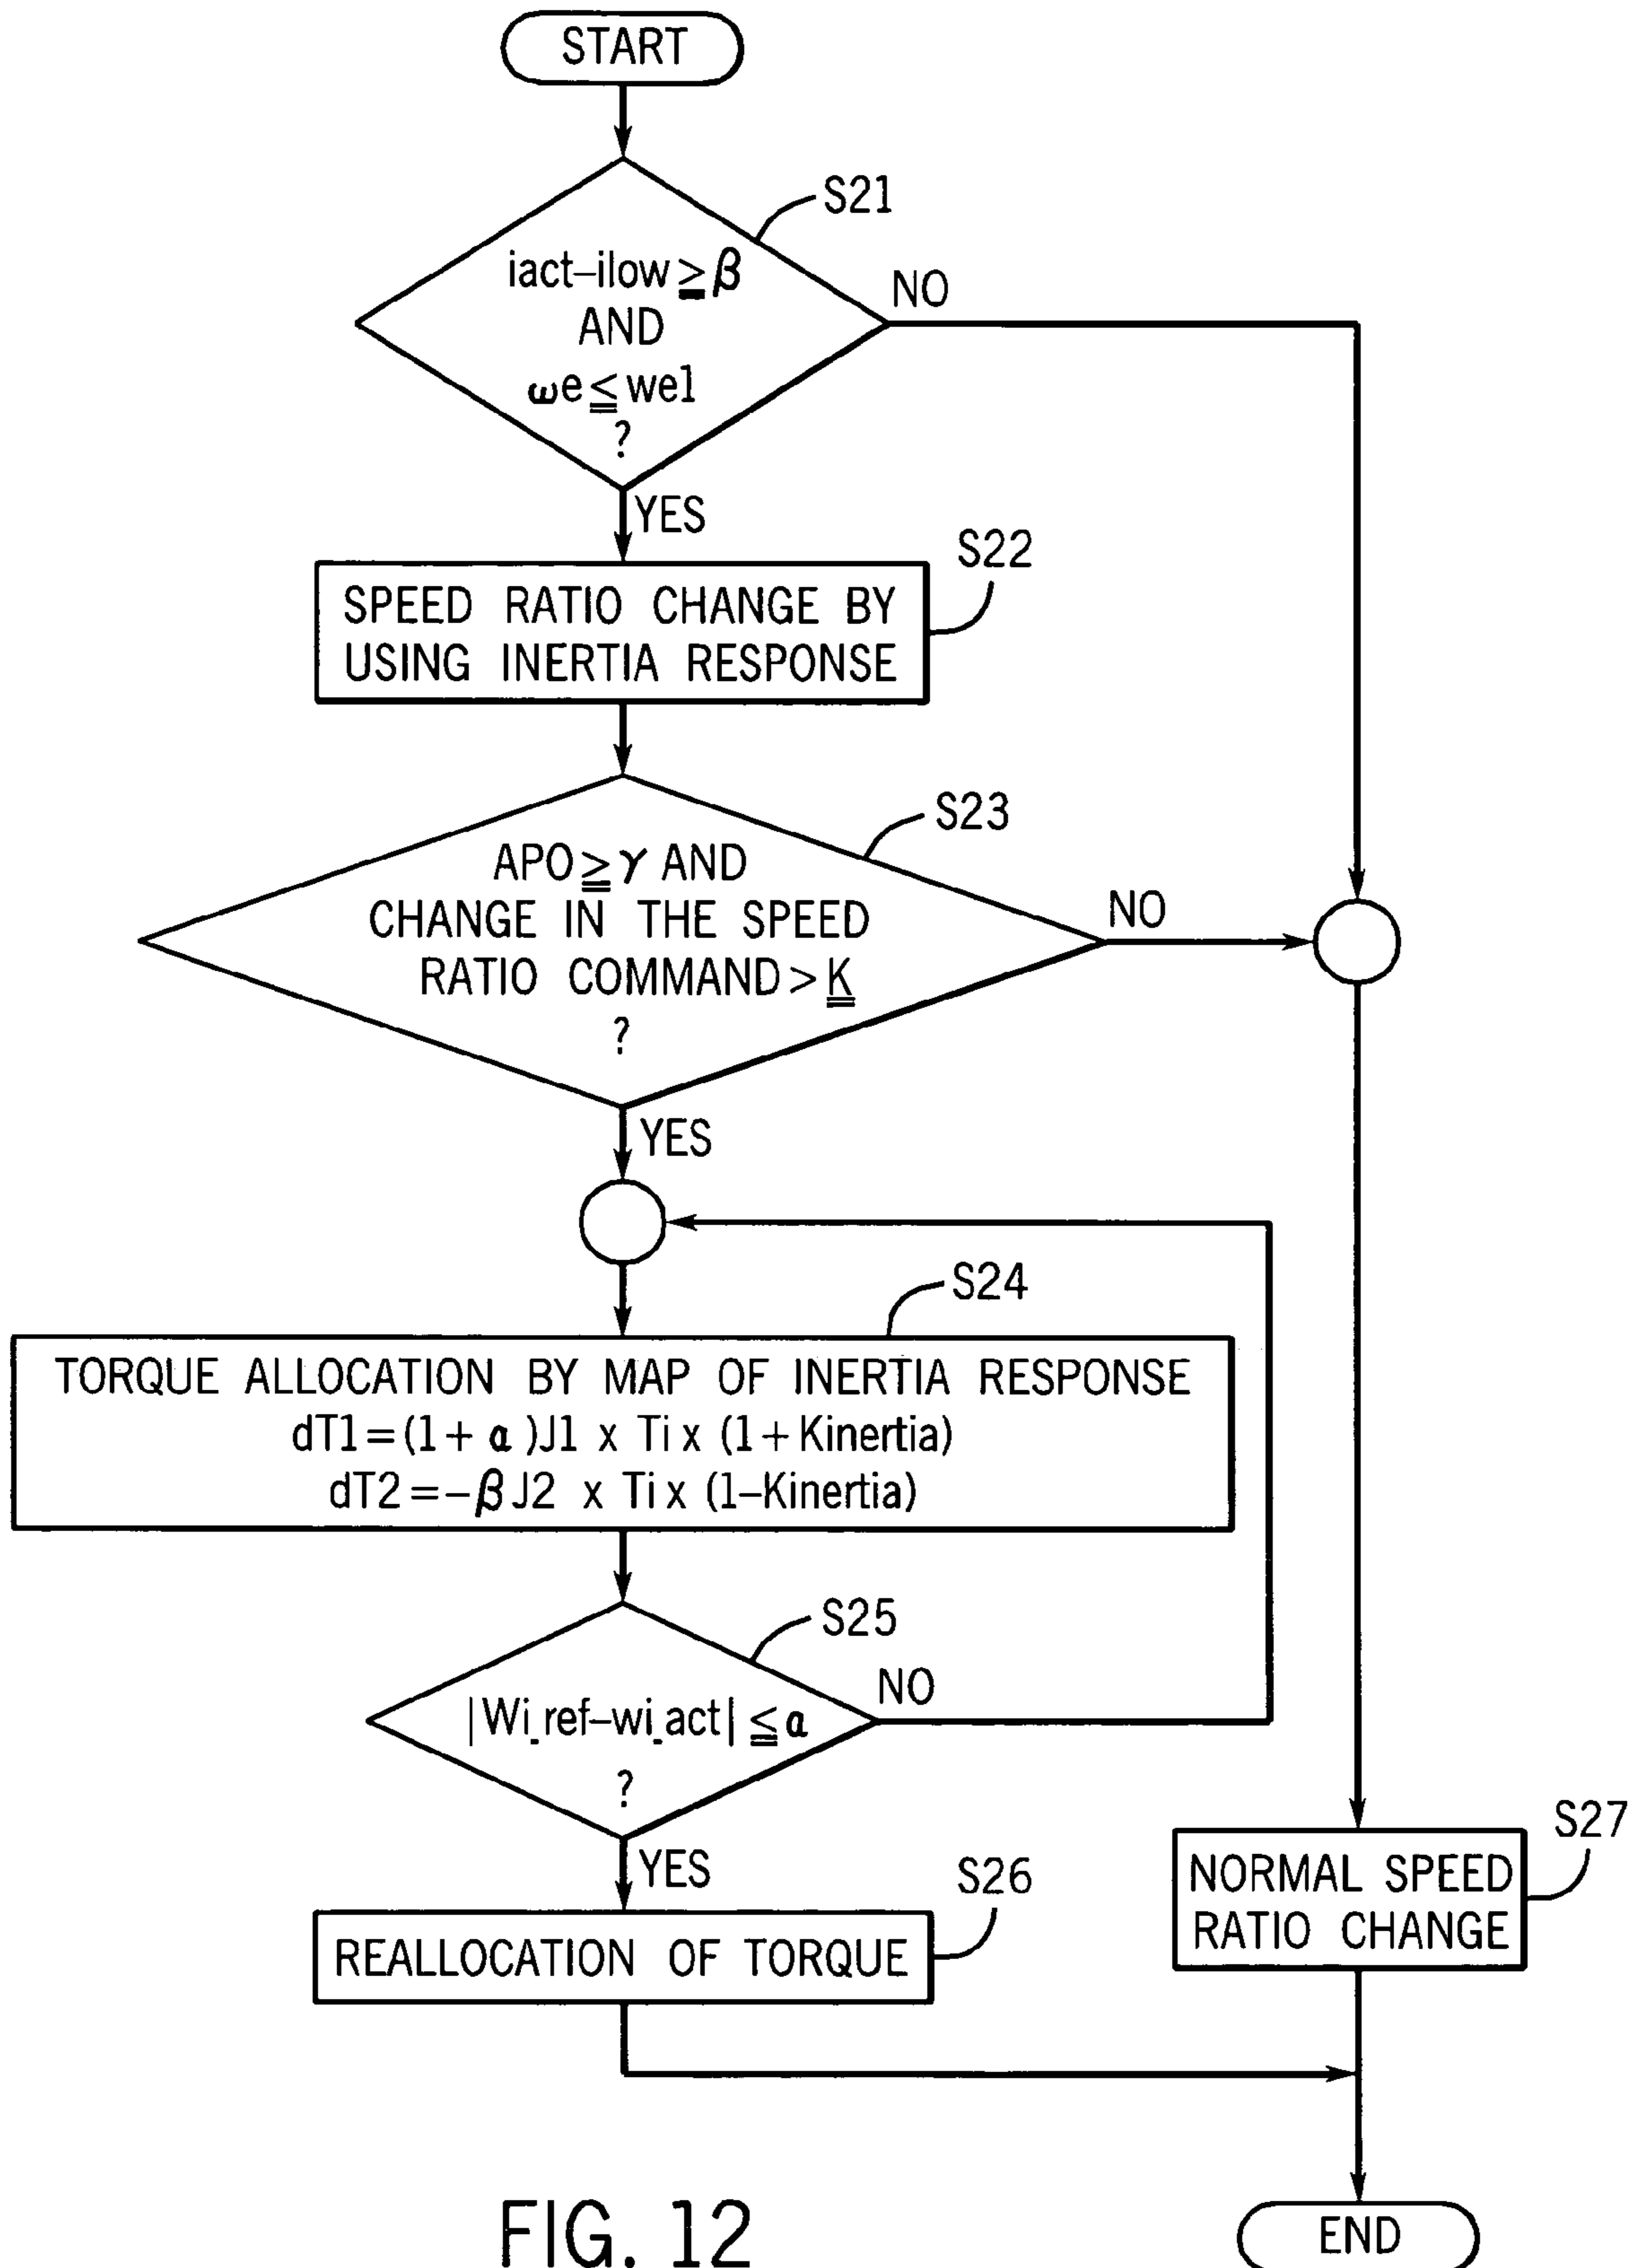 START
S21
iact–ilow≧β
AND
ωe≦we1
?
NO
YES
S22
SPEED RATIO CHANGE BY
USING INERTIA RESPONSE
S23
APO≧γ AND
CHANGE IN THE SPEED
RATIO COMMAND>K
?
NO
YES
S24
TORQUE ALLOCATION BY MAP OF INERTIA RESPONSE
dT1=(1+α)J1 x Ti x (1+Kinertia)
dT2=-βJ2 x Ti x (1–Kinertia)
S25
|Wi_ref–wi_act|≦α
?
NO
YES
S26
REALLOCATION OF TORQUE
S27
NORMAL SPEED
RATIO CHANGE
END
FIG. 12